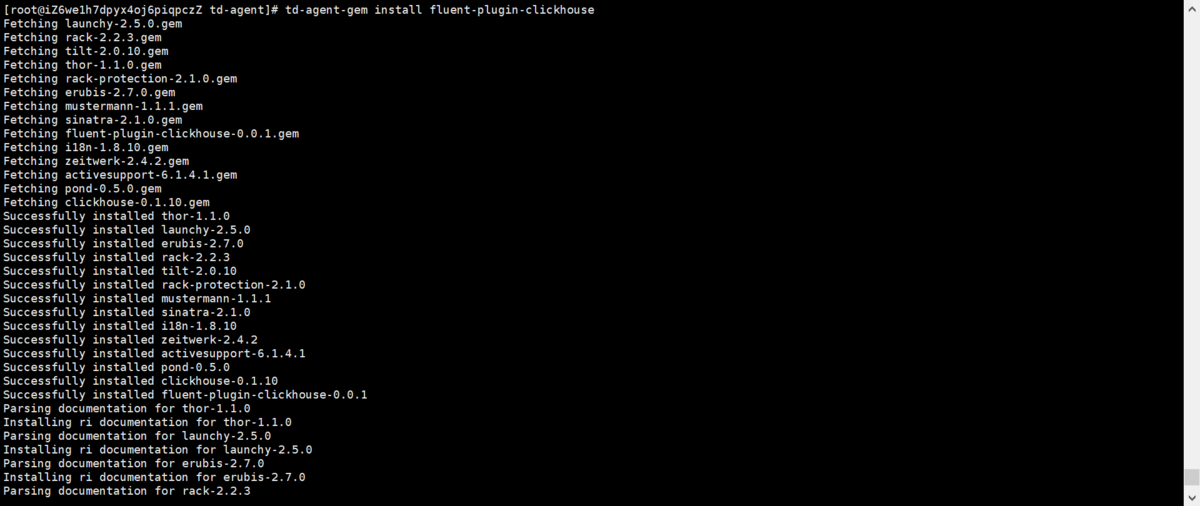 [root@iZ6we1h7dpyx4oj6piqpczZ td-agent]# td-agent-gem install fluent-plugin-clickhouse
Fetching launchy-2.5.0.gem
Fetching rack-2.2.3.gem
Fetching tilt-2.0.10.gem
Fetching thor-1.1.0.gem
Fetching rack-protection-2.1.0.gem
Fetching erubis-2.7.0.gem
Fetching mustermann-1.1.1.gem
Fetching sinatra-2.1.0.gem
Fetching fluent-plugin-clickhouse-0.0.1.gem
Fetching i18n-1.8.10.gem
Fetching zeitwerk-2.4.2.gem
Fetching activesupport-6.1.4.1.gem
Fetching pond-0.5.0.gem
Fetching clickhouse-0.1.10.gem
Successfully installed thor-1.1.0
Successfully installed launchy-2.5.0
Successfully installed erubis-2.7.0
Successfully installed rack-2.2.3
Successfully installed tilt-2.0.10
Successfully installed rack-protection-2.1.0
Successfully installed mustermann-1.1.1
Successfully installed sinatra-2.1.0
Successfully installed i18n-1.8.10
Successfully installed zeitwerk-2.4.2
Successfully installed activesupport-6.1.4.1
Successfully installed pond-0.5.0
Successfully installed clickhouse-0.1.10
Successfully installed fluent-plugin-clickhouse-0.0.1
Parsing documentation for thor-1.1.0
Installing ri documentation for thor-1.1.0
Parsing documentation for launchy-2.5.0
Installing ri documentation for launchy-2.5.0
Parsing documentation for erubis-2.7.0
Installing ri documentation for erubis-2.7.0
Parsing documentation for rack-2.2.3